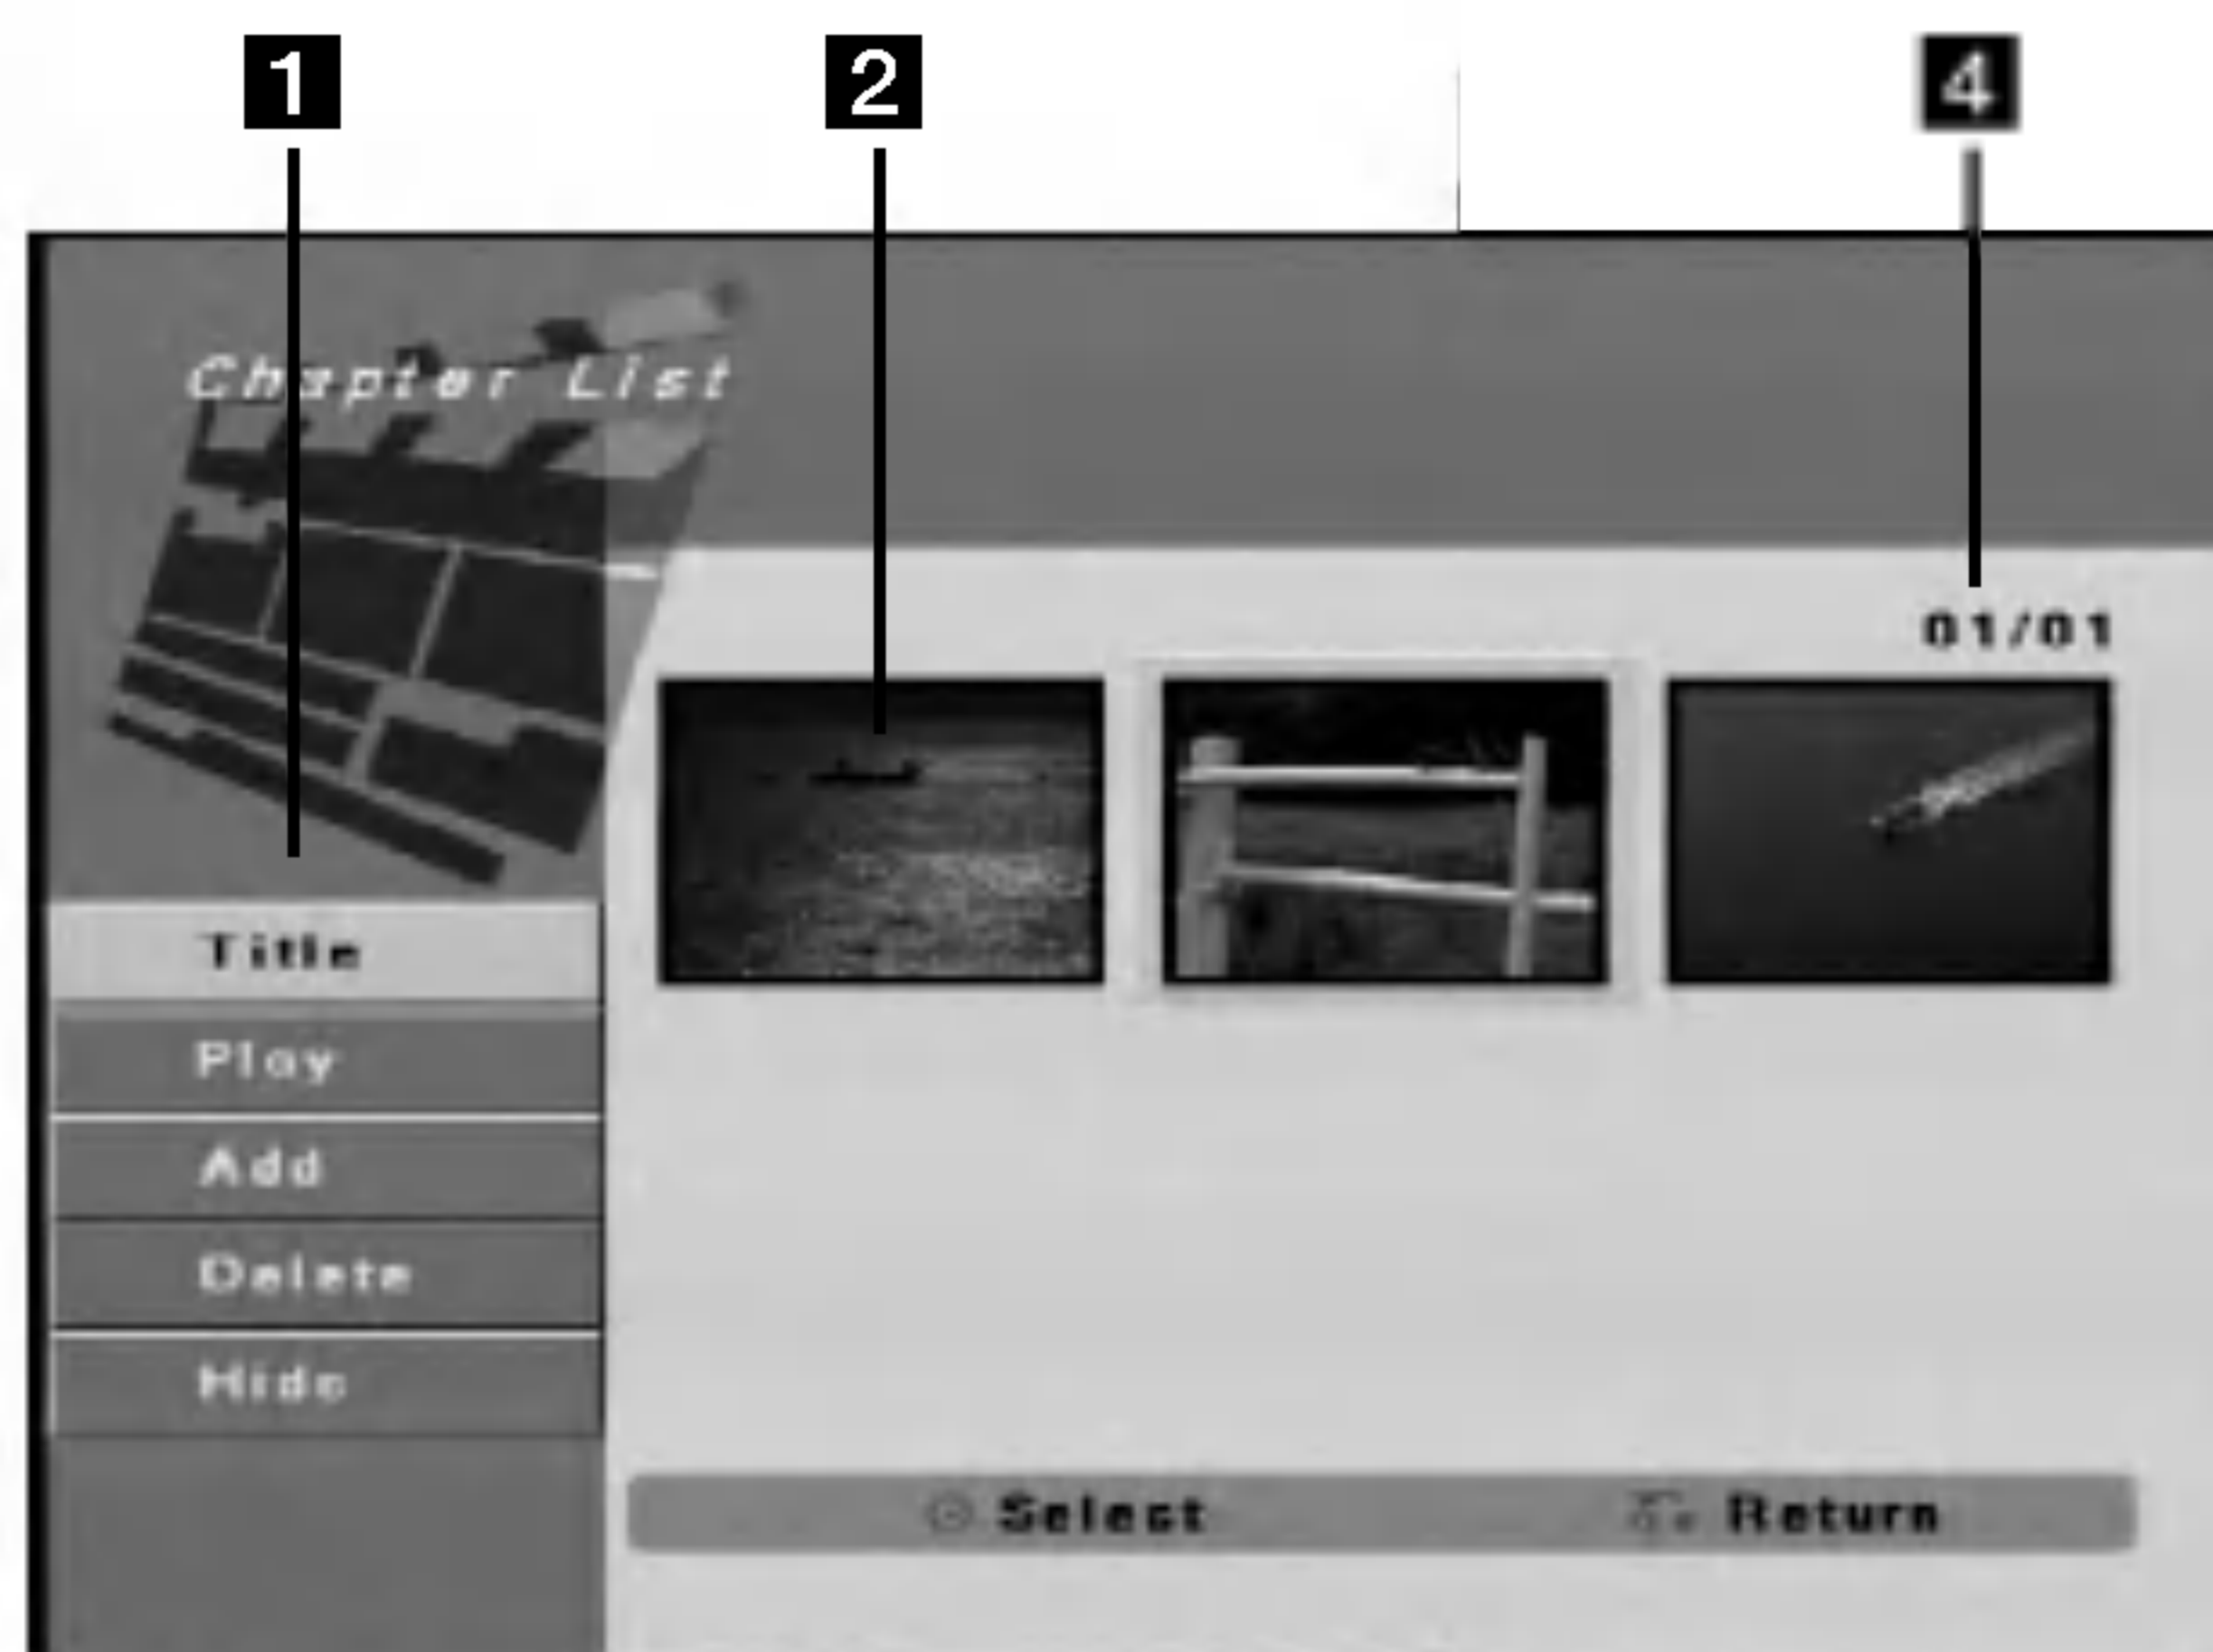 1 2 4
Chapter List
01/01
Title
Play
Add
Delete
Hide
Select Return